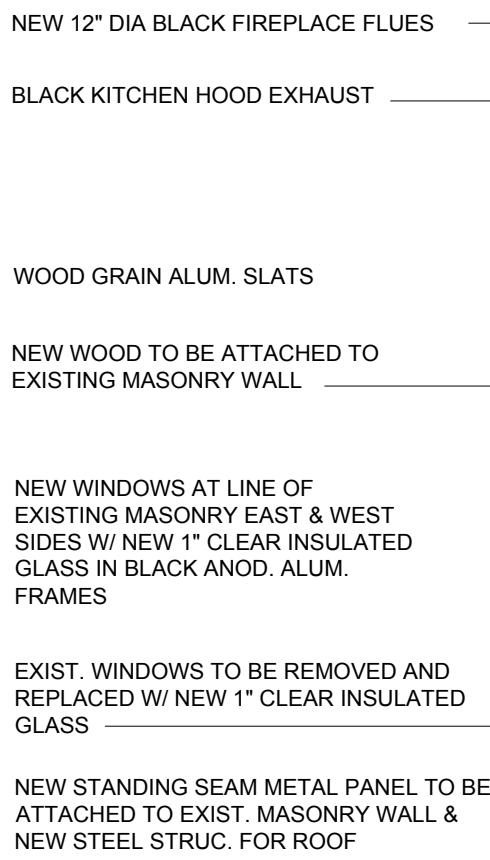 NEW 12" DIA BLACK FIREPLACE FLUES
BLACK KITCHEN HOOD EXHAUST
WOOD GRAIN ALUM. SLATS
NEW WOOD TO BE ATTACHED TO
EXISTING MASONRY WALL
NEW WINDOWS AT LINE OF
EXISTING MASONRY EAST & WEST
SIDES W/ NEW 1" CLEAR INSULATED
GLASS IN BLACK ANOD. ALUM.
FRAMES
EXIST. WINDOWS TO BE REMOVED AND
REPLACED W/ NEW 1" CLEAR INSULATED
GLASS
NEW STANDING SEAM METAL PANEL TO BE
ATTACHED TO EXIST. MASONRY WALL &
NEW STEEL STRUC. FOR ROOF